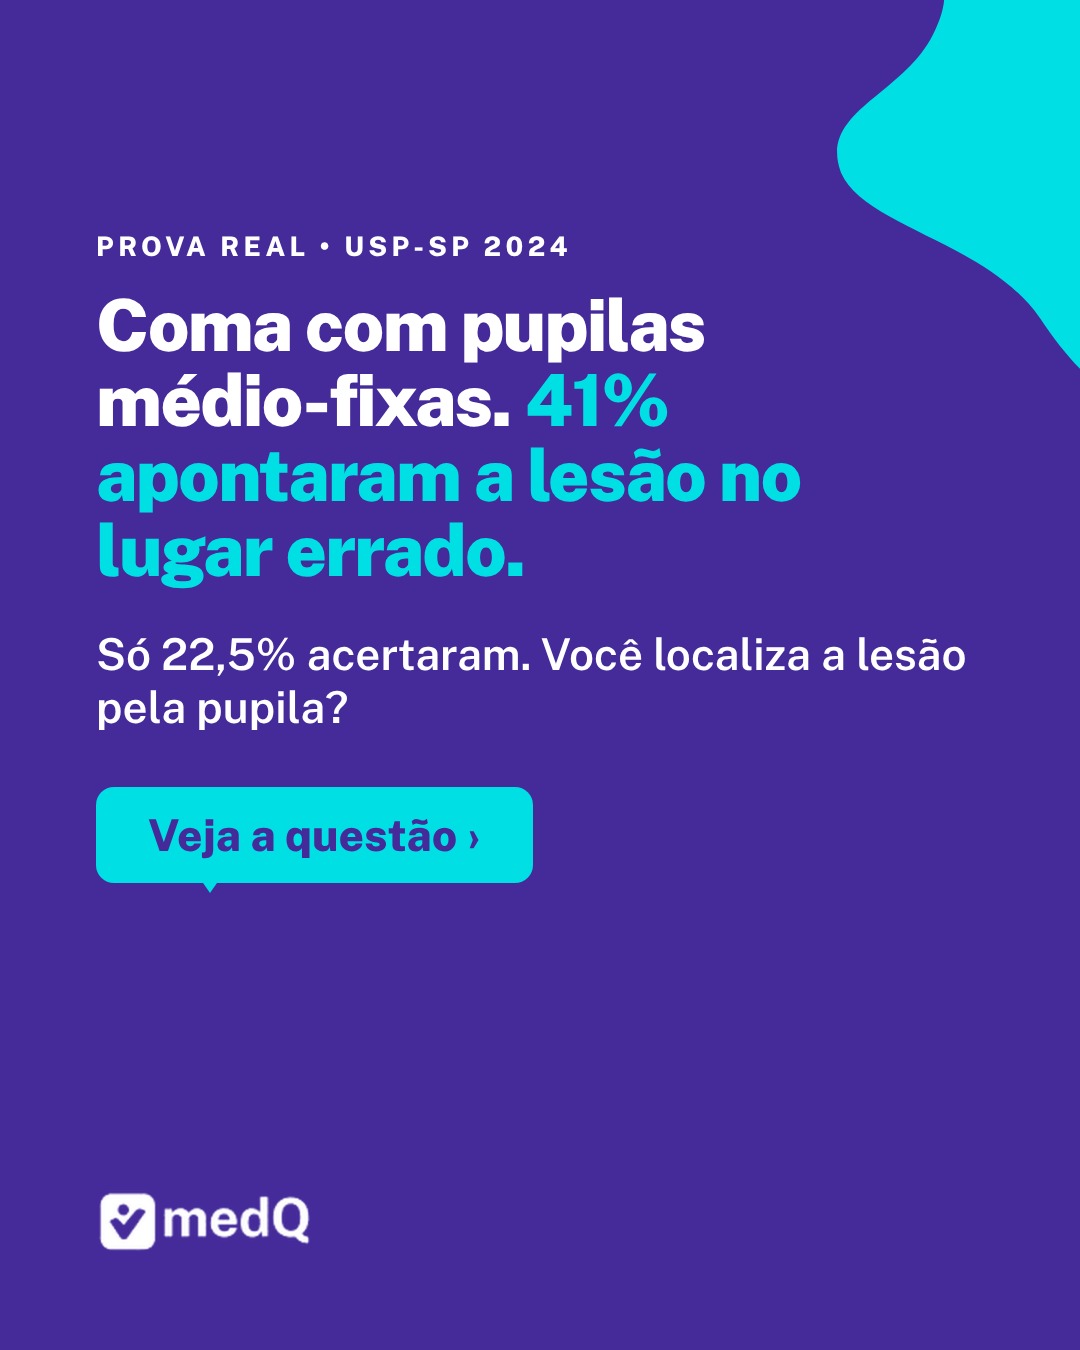 PROVA REAL • USP-SP 2024
Coma com pupilas
médio-fixas. 41%
apontaram a lesão no
lugar errado.
Só 22,5% acertaram. Você localiza a lesão
pela pupila?
Veja a questão ›
medQ